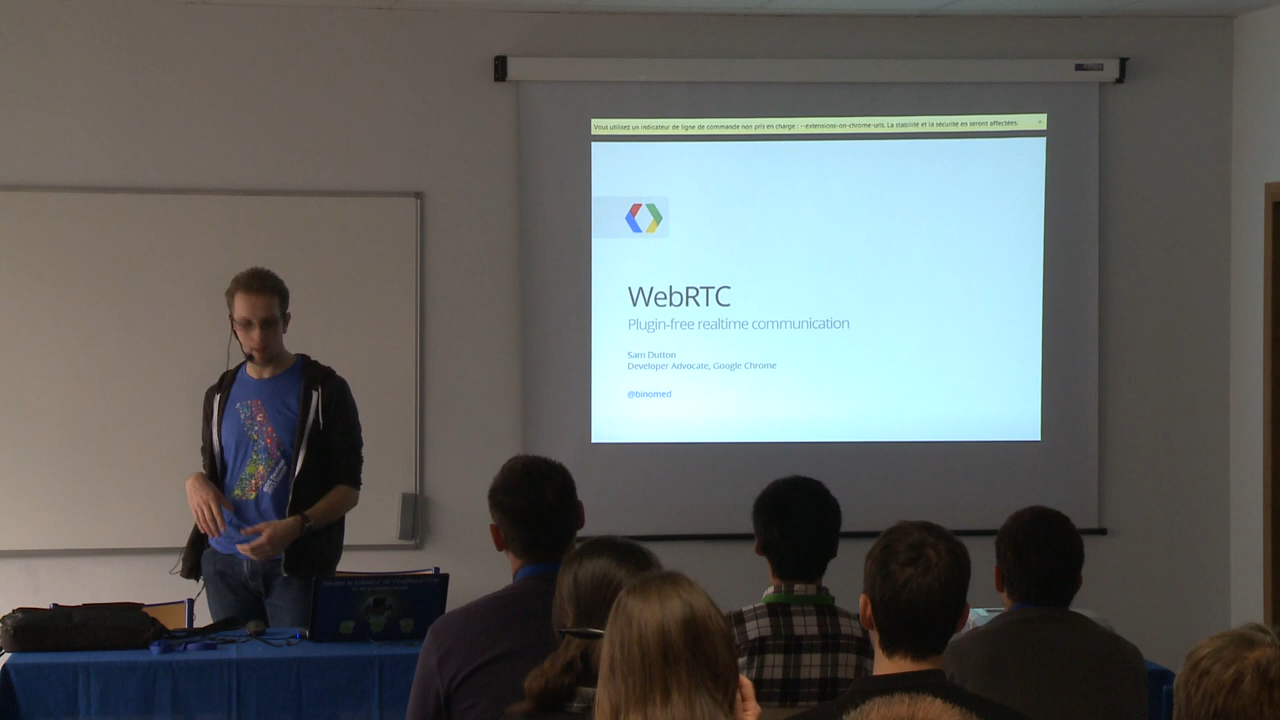 Vous utilisez un indicateur de ligne de commande non pris en charge : --extensions-on-chrome-urls. La stabilité et la sécurité en seront affectées.
WebRTC
Plugin-free realtime communication
Sam Dutton
Developer Advocate, Google Chrome
@binomed